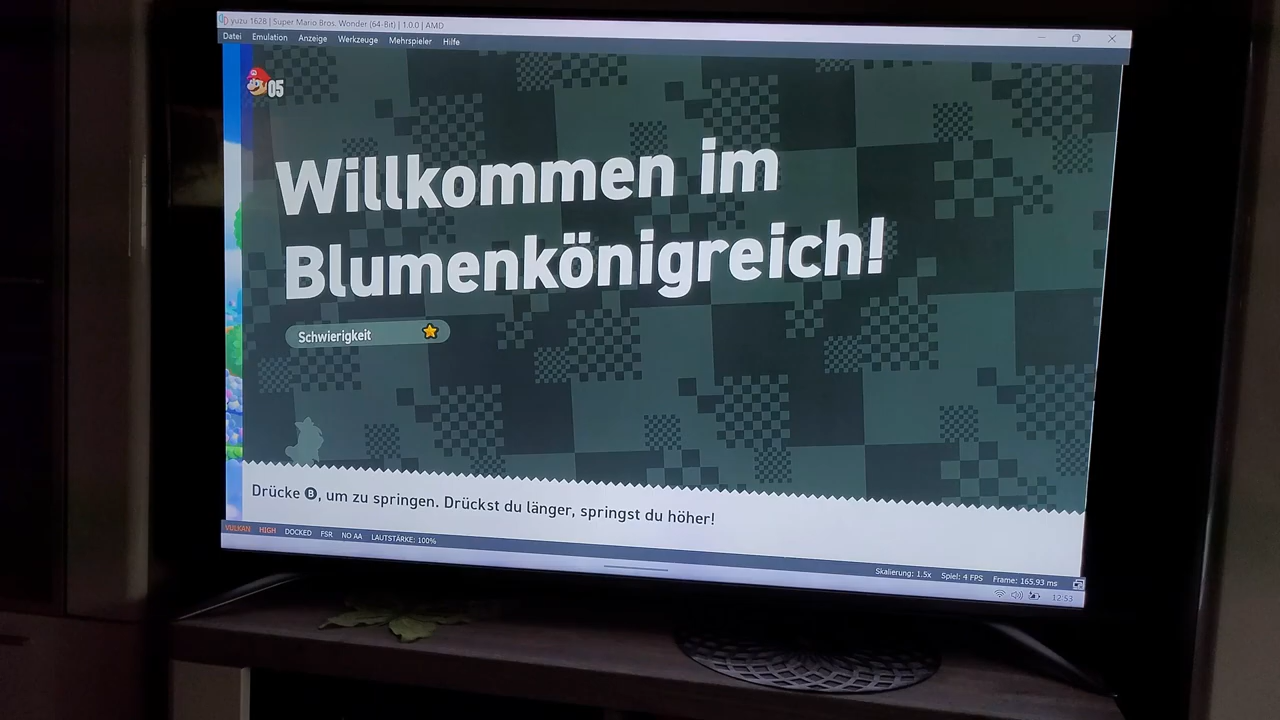 yuzu 1628 | Super Mario Bros. Wonder (64-Bit) | 1.0.0 | AMD
Datei Emulation Anzeige Werkzeuge Mehrspieler Hilfe
05
Willkommen im
Blumenkönigreich!
Schwierigkeit
Drücke B, um zu springen. Drückst du länger, springst du höher!
VULKAN HIGH DOCKED FSR NO AA LAUTSTÄRKE: 100%
Skalierung: 1.5x Spiel: 4 FPS Frame: 165.93 ms
12:53